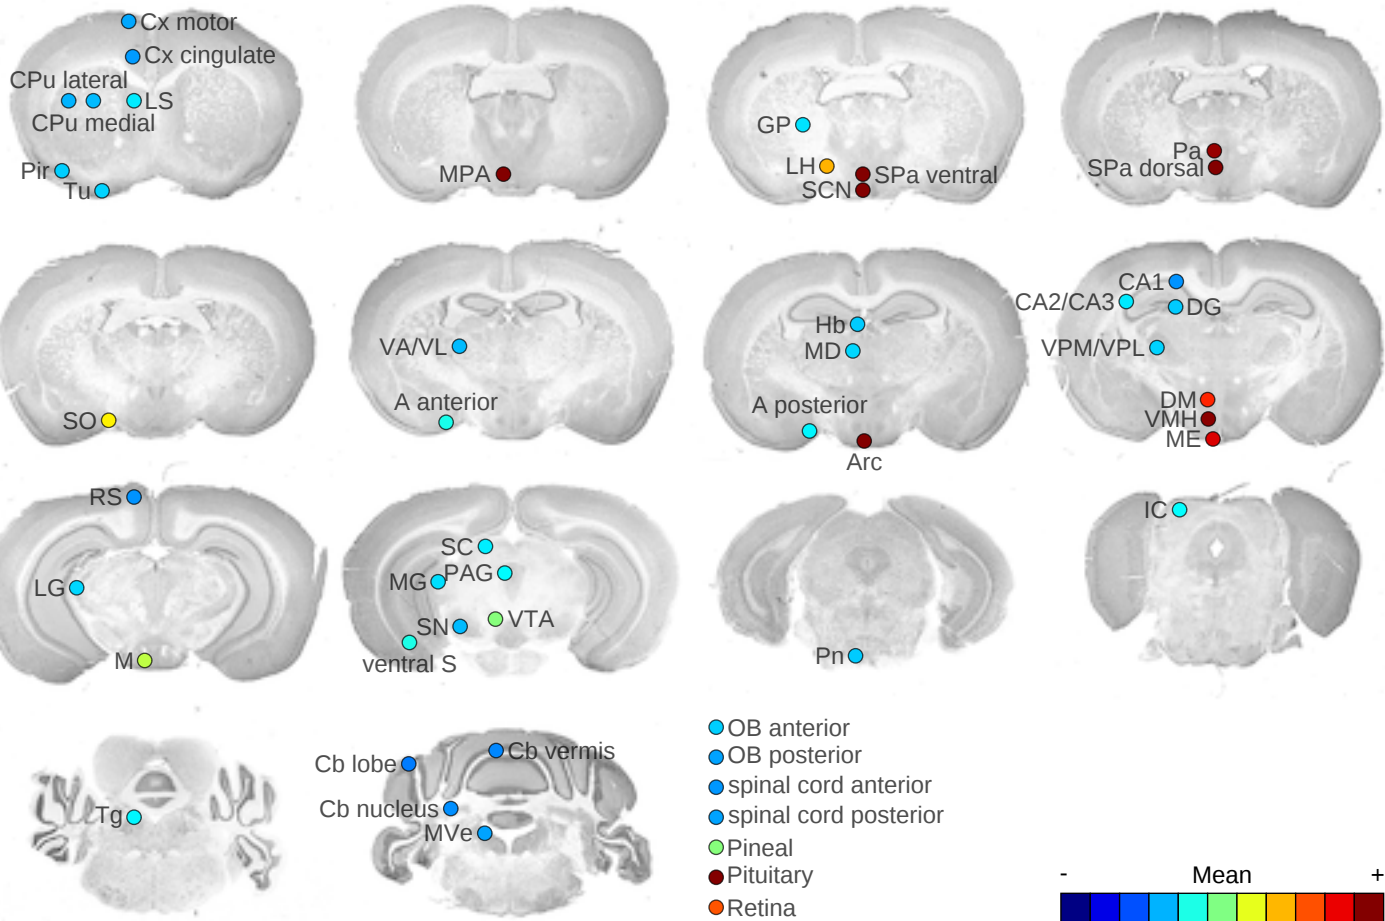 Cx motor
Cx cingulate
CPu lateral
LS
CPu medial
Pir
Tu
MPA
GP
LH
SPa ventral
SCN
Pa
SPa dorsal
SO
VA/VL
A anterior
Hb
MD
A posterior
Arc
CA1
CA2/CA3
DG
VPM/VPL
DM
VMH
ME
RS
LG
M
SC
MG
PAG
SN
VTA
ventral S
Pn
IC
Tg
Cb lobe
Cb vermis
Cb nucleus
MVe
OB anterior
OB posterior
spinal cord anterior
spinal cord posterior
Pineal
Pituitary
Retina
- Mean +